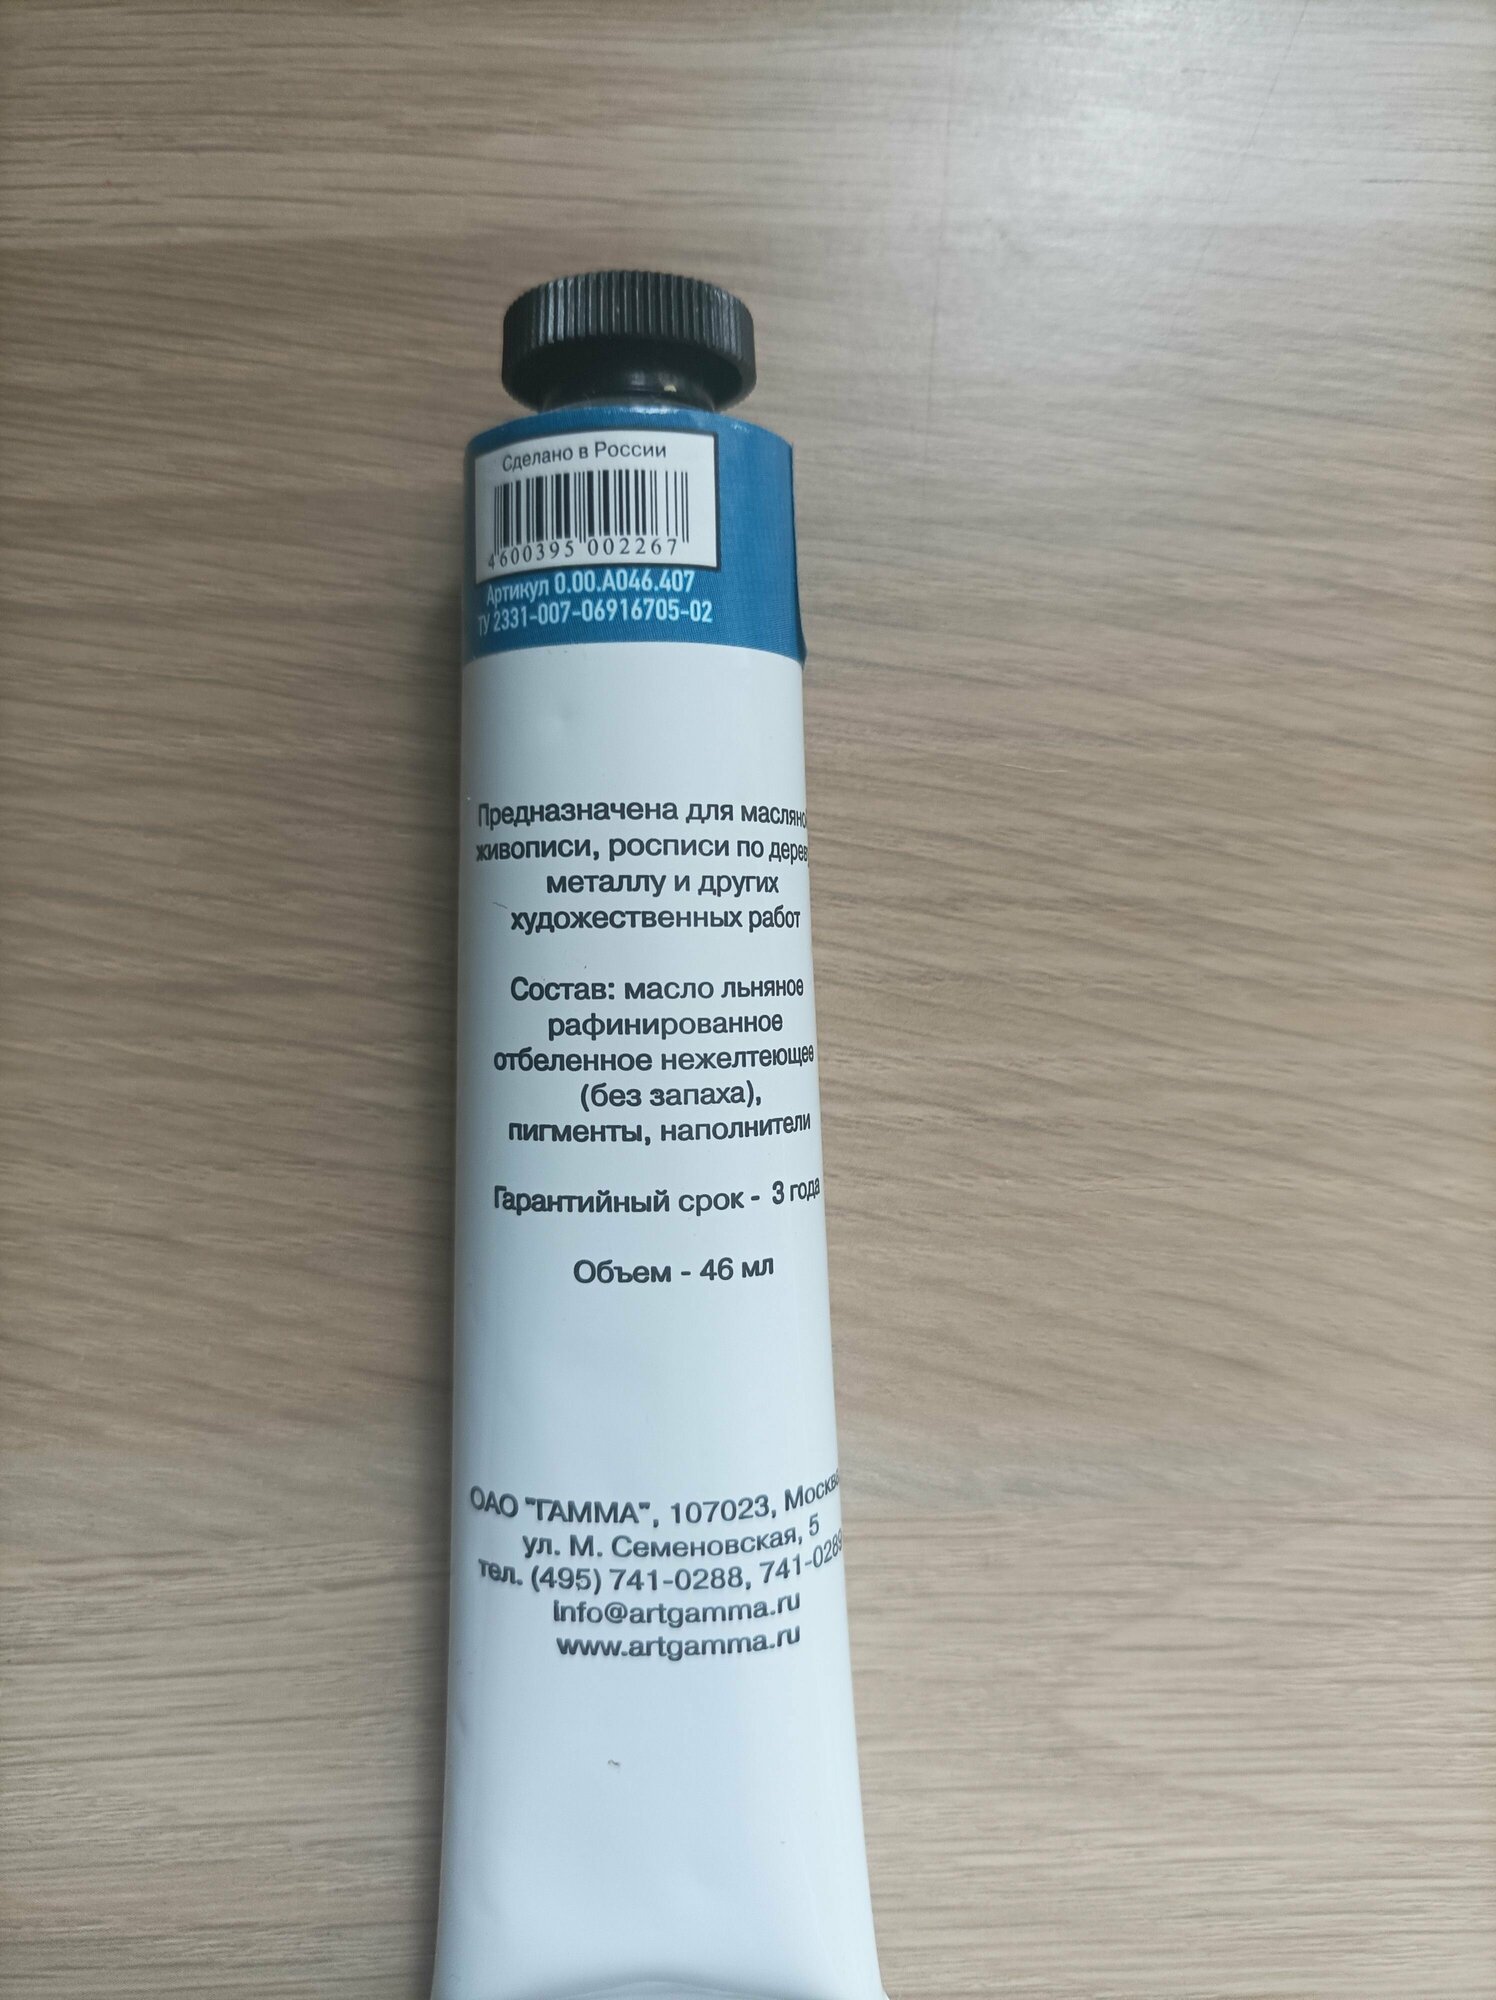 Сделано в России
4600395 002267
Артикул 0.00.А046.407
ТУ 2331-007-06916705-02
Предназначена для масляно
живописи, росписи по дерев
металлу и других
художественных работ
Состав: масло льняное
рафинированное
отбеленное нежелтеющее
(без запаха),
пигменты, наполнители
Гарантийный срок - 3 года
Объем - 46 мл
ОАО "ГАММА", 107023, Москва
ул. М. Семеновская, 5
тел. (495) 741-0288, 741-0289
info@artgamma.ru
www.artgamma.ru